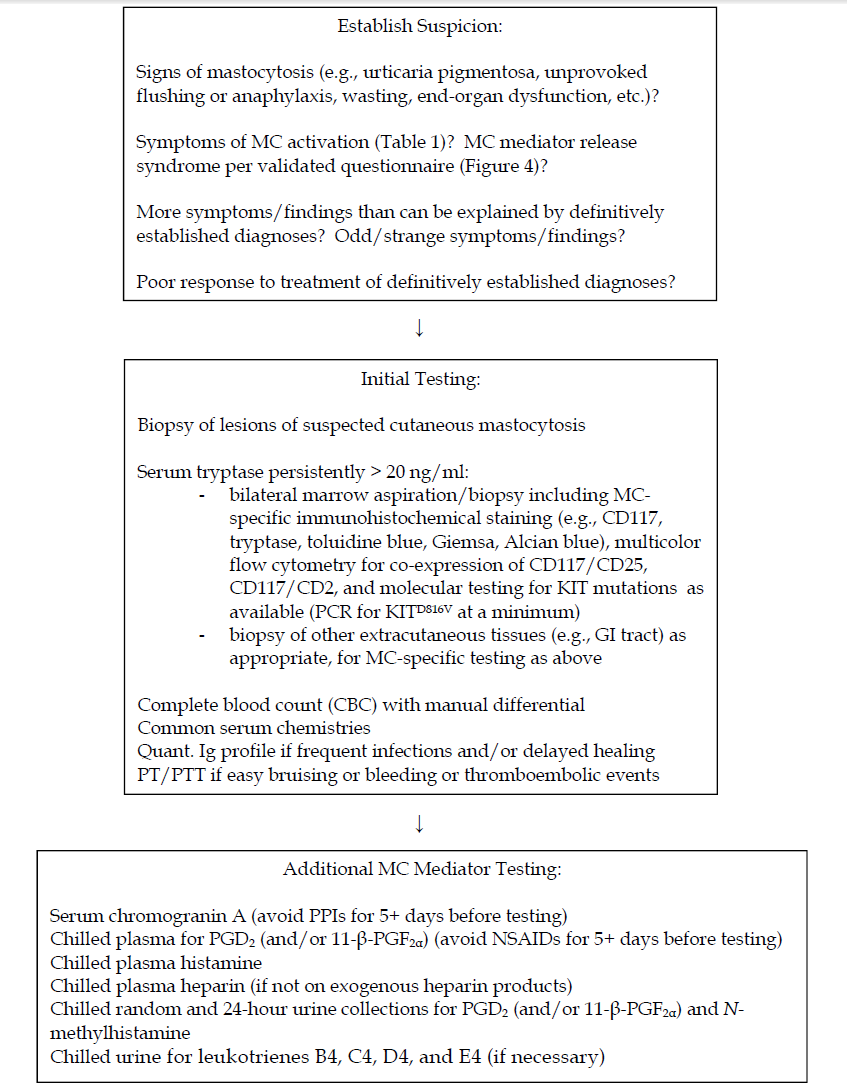 Establish Suspicion:
Signs of mastocytosis (e.g., urticaria pigmentosa, unprovoked
flushing or anaphylaxis, wasting, end-organ dysfunction, etc.)?
Symptoms of MC activation (Table 1)?  MC mediator release
syndrome per validated questionnaire (Figure 4)?
More symptoms/findings than can be explained by definitively
established diagnoses?  Odd/strange symptoms/findings?
Poor response to treatment of definitively established diagnoses?
↓
Initial Testing:
Biopsy of lesions of suspected cutaneous mastocytosis
Serum tryptase persistently > 20 ng/ml:
- bilateral marrow aspiration/biopsy including MC-
specific immunohistochemical staining (e.g., CD117,
tryptase, toluidine blue, Giemsa, Alcian blue), multicolor
flow cytometry for co-expression of CD117/CD25,
CD117/CD2, and molecular testing for KIT mutations  as
available (PCR for KITᴰ⁸¹⁶ⱽ at a minimum)
- biopsy of other extracutaneous tissues (e.g., GI tract) as
appropriate, for MC-specific testing as above
Complete blood count (CBC) with manual differential
Common serum chemistries
Quant. Ig profile if frequent infections and/or delayed healing
PT/PTT if easy bruising or bleeding or thromboembolic events
↓
Additional MC Mediator Testing:
Serum chromogranin A (avoid PPIs for 5+ days before testing)
Chilled plasma for PGD₂ (and/or 11-β-PGF₂α) (avoid NSAIDs for 5+ days before testing)
Chilled plasma histamine
Chilled plasma heparin (if not on exogenous heparin products)
Chilled random and 24-hour urine collections for PGD₂ (and/or 11-β-PGF₂α) and N-
methylhistamine
Chilled urine for leukotrienes B4, C4, D4, and E4 (if necessary)